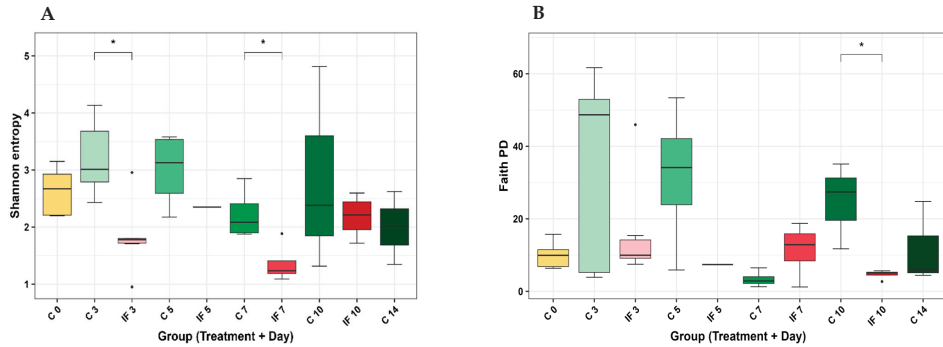 A
B
*
*
*
5
4
3
2
1
Shannon entropy
C 0
C 3
IF 3
C 5
IF 5
C 7
IF 7
C 10
IF 10
C 14
Group (Treatment + Day)
60
40
20
0
Faith PD
C 0
C 3
IF 3
C 5
IF 5
C 7
IF 7
C 10
IF 10
C 14
Group (Treatment + Day)